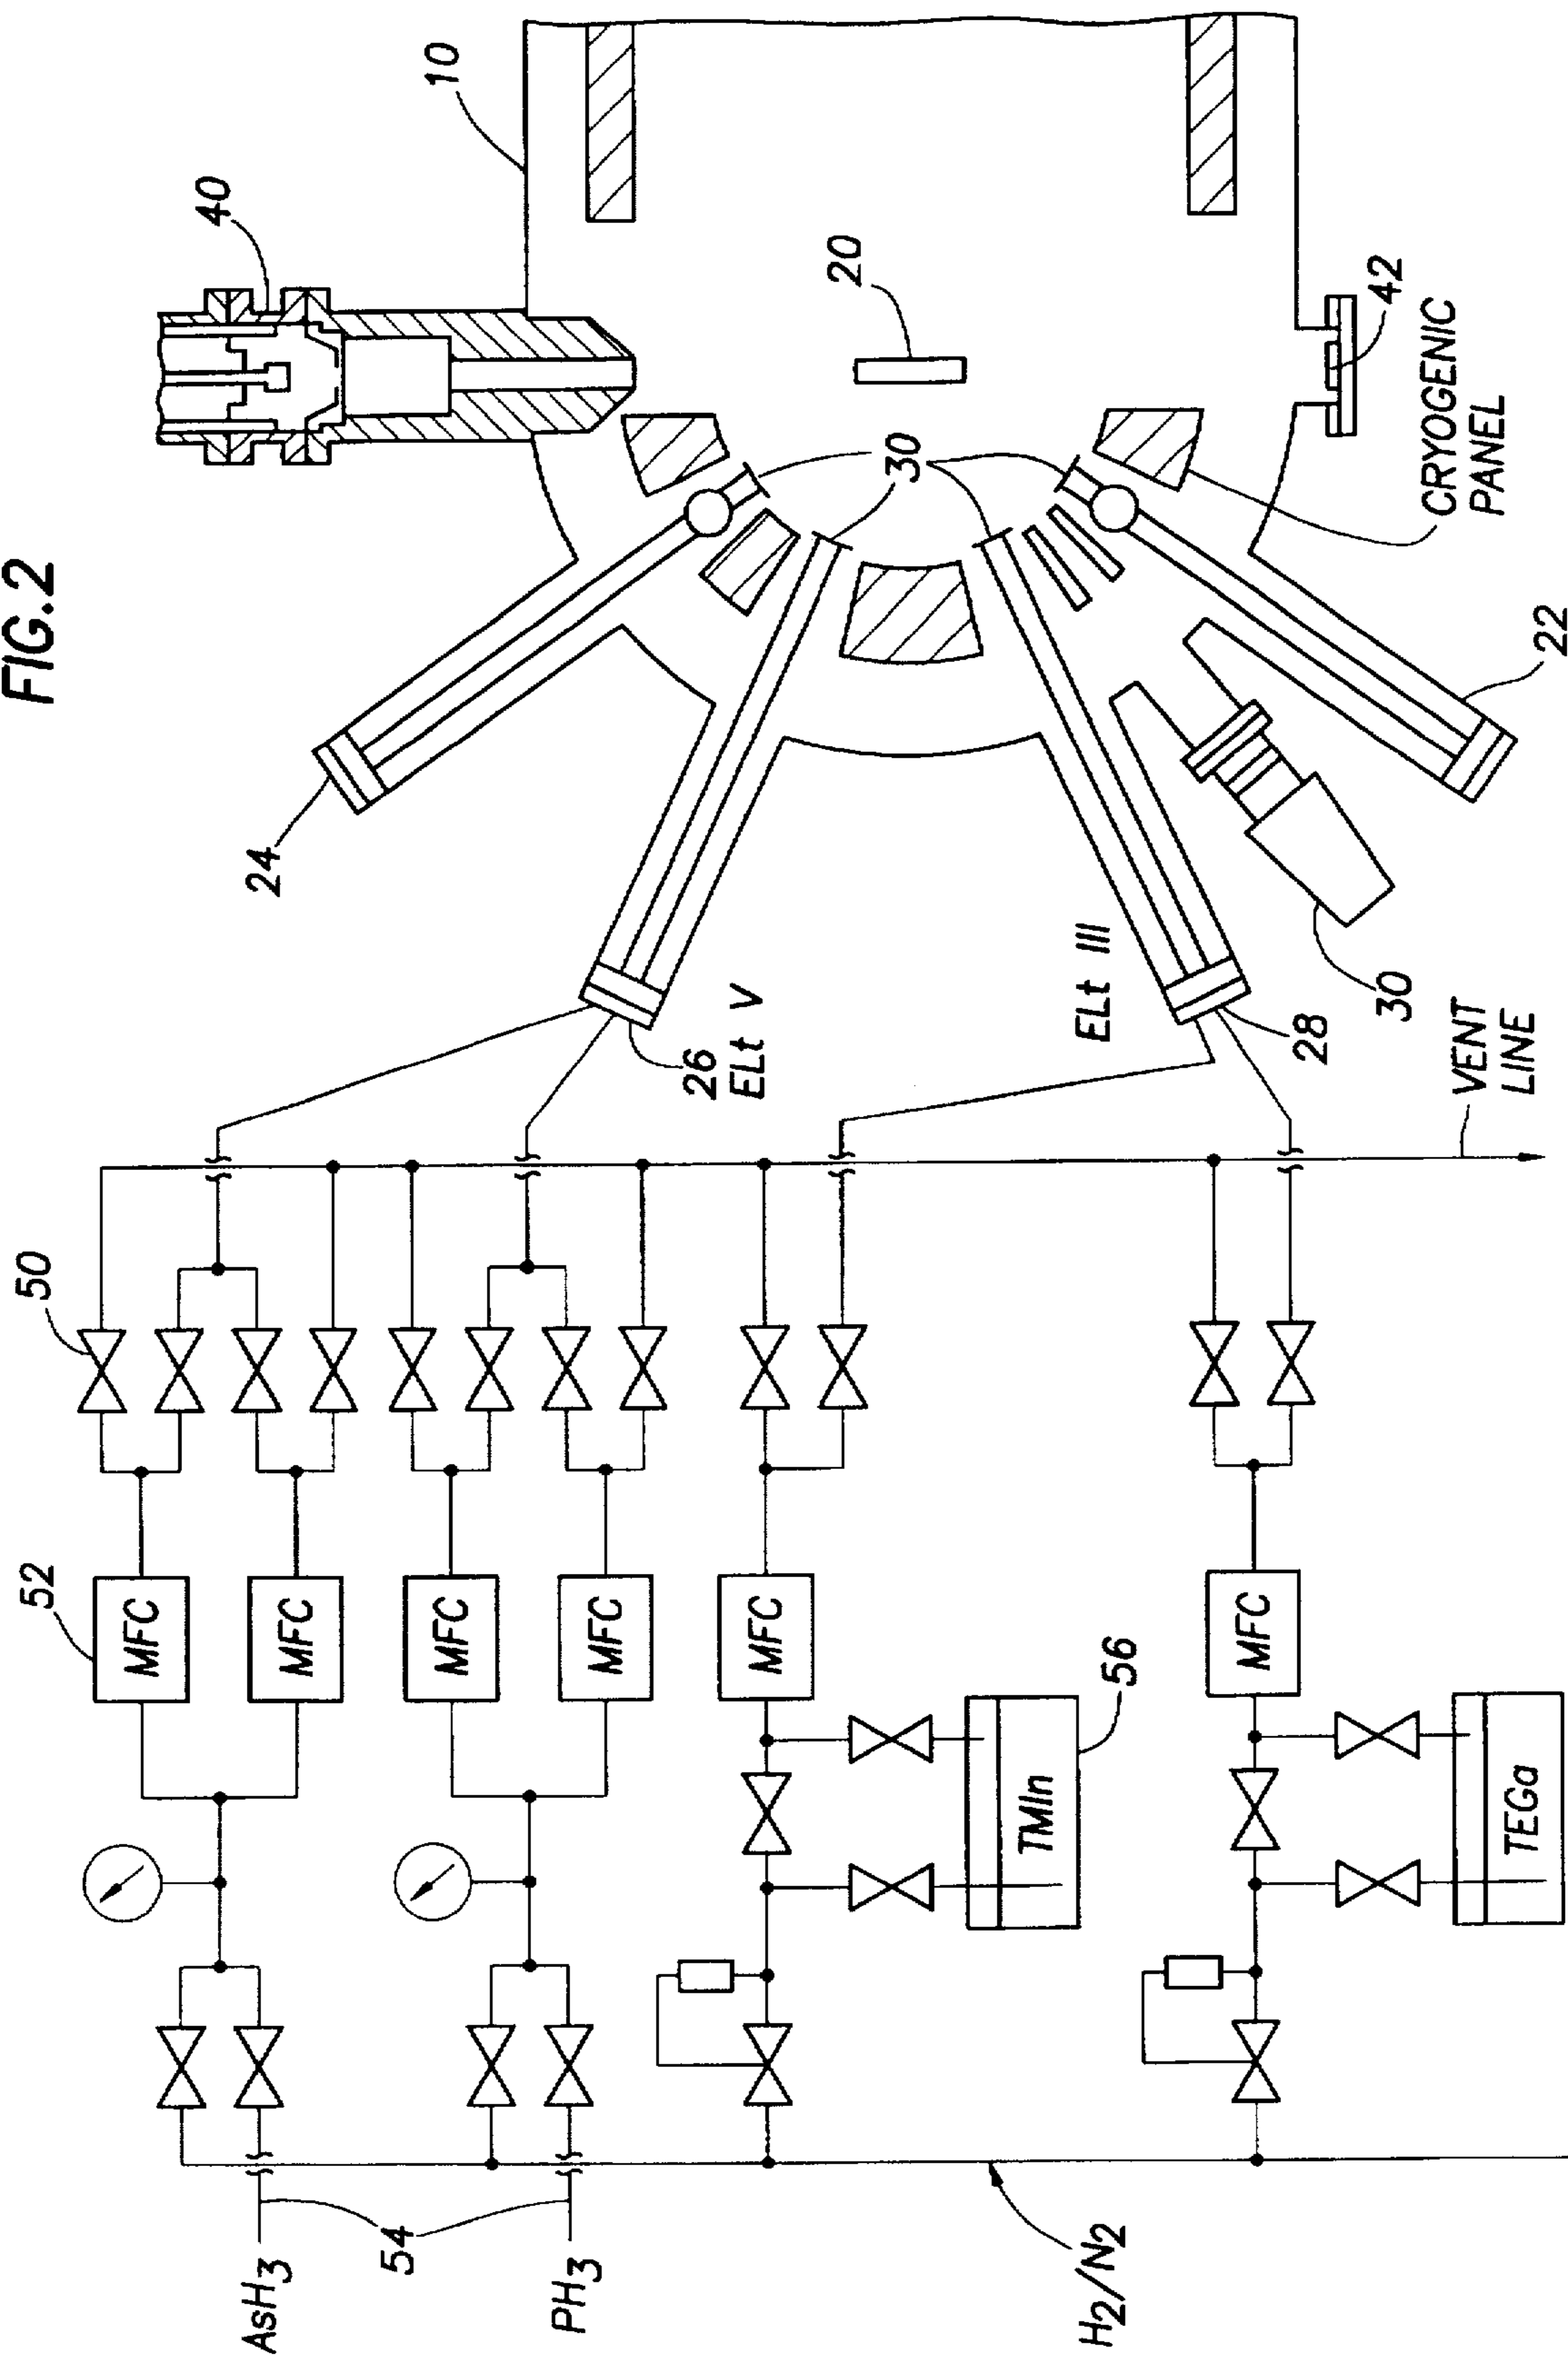 FIG.2
10
40
20
42
CRYOGENIC
PANEL
30
24
22
26
ELt V
ELt III
28
30
VENT
LINE
50
52
MFC
MFC
MFC
MFC
MFC
MFC
56
TMIn
TEGa
54
AsH3
PH3
H2/N2